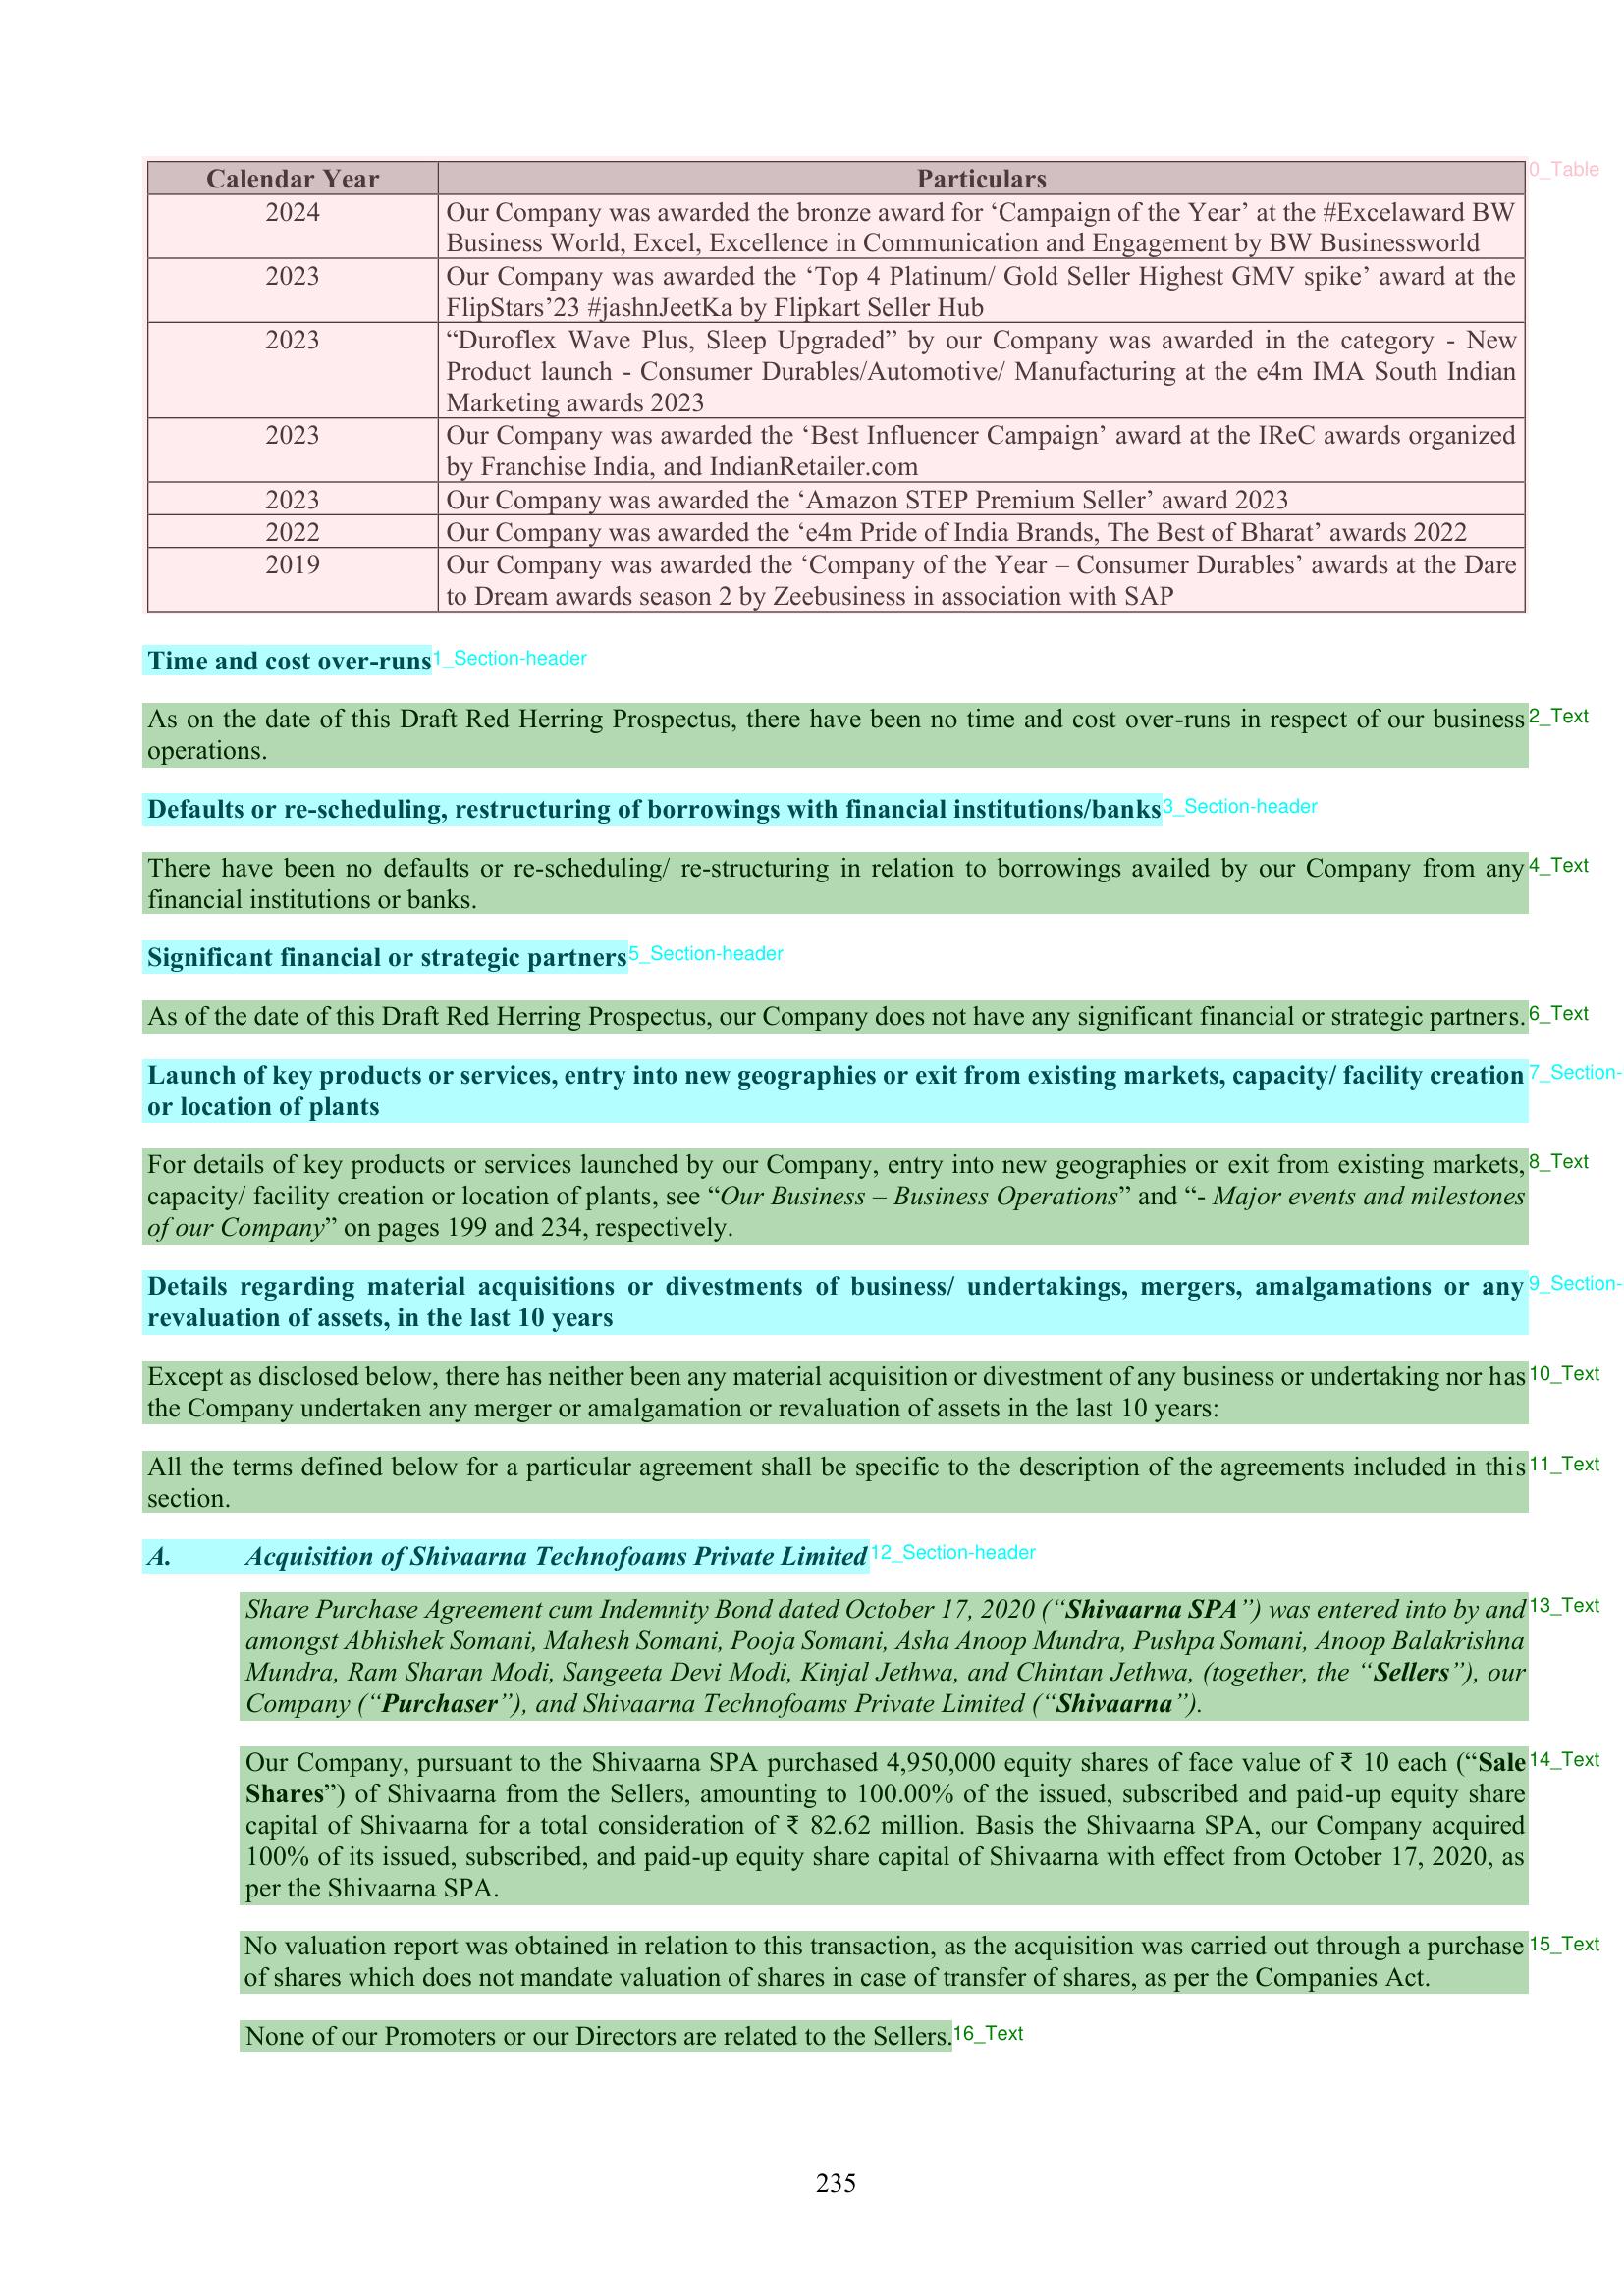 Calendar Year Particulars 0_Table
2024 Our Company was awarded the bronze award for ‘Campaign of the Year’ at the #Excelaward BW
Business World, Excel, Excellence in Communication and Engagement by BW Businessworld
2023 Our Company was awarded the ‘Top 4 Platinum/ Gold Seller Highest GMV spike’ award at the
FlipStars’23 #jashnJeetKa by Flipkart Seller Hub
2023 “Duroflex Wave Plus, Sleep Upgraded” by our Company was awarded in the category - New
Product launch - Consumer Durables/Automotive/ Manufacturing at the e4m IMA South Indian
Marketing awards 2023
2023 Our Company was awarded the ‘Best Influencer Campaign’ award at the IReC awards organized
by Franchise India, and IndianRetailer.com
2023 Our Company was awarded the ‘Amazon STEP Premium Seller’ award 2023
2022 Our Company was awarded the ‘e4m Pride of India Brands, The Best of Bharat’ awards 2022
2019 Our Company was awarded the ‘Company of the Year – Consumer Durables’ awards at the Dare
to Dream awards season 2 by Zeebusiness in association with SAP
Time and cost over-runs 1_Section-header
As on the date of this Draft Red Herring Prospectus, there have been no time and cost over-runs in respect of our business 2_Text
operations.
Defaults or re-scheduling, restructuring of borrowings with financial institutions/banks 3_Section-header
There have been no defaults or re-scheduling/ re-structuring in relation to borrowings availed by our Company from any 4_Text
financial institutions or banks.
Significant financial or strategic partners 5_Section-header
As of the date of this Draft Red Herring Prospectus, our Company does not have any significant financial or strategic partners. 6_Text
Launch of key products or services, entry into new geographies or exit from existing markets, capacity/ facility creation 7_Section-
or location of plants
For details of key products or services launched by our Company, entry into new geographies or exit from existing markets, 8_Text
capacity/ facility creation or location of plants, see “Our Business – Business Operations” and “- Major events and milestones
of our Company” on pages 199 and 234, respectively.
Details regarding material acquisitions or divestments of business/ undertakings, mergers, amalgamations or any 9_Section-
revaluation of assets, in the last 10 years
Except as disclosed below, there has neither been any material acquisition or divestment of any business or undertaking nor has 10_Text
the Company undertaken any merger or amalgamation or revaluation of assets in the last 10 years:
All the terms defined below for a particular agreement shall be specific to the description of the agreements included in this 11_Text
section.
A. Acquisition of Shivaarna Technofoams Private Limited 12_Section-header
Share Purchase Agreement cum Indemnity Bond dated October 17, 2020 (“Shivaarna SPA”) was entered into by and 13_Text
amongst Abhishek Somani, Mahesh Somani, Pooja Somani, Asha Anoop Mundra, Pushpa Somani, Anoop Balakrishna
Mundra, Ram Sharan Modi, Sangeeta Devi Modi, Kinjal Jethwa, and Chintan Jethwa, (together, the “Sellers”), our
Company (“Purchaser”), and Shivaarna Technofoams Private Limited (“Shivaarna”).
Our Company, pursuant to the Shivaarna SPA purchased 4,950,000 equity shares of face value of ₹ 10 each (“Sale 14_Text
Shares”) of Shivaarna from the Sellers, amounting to 100.00% of the issued, subscribed and paid-up equity share
capital of Shivaarna for a total consideration of ₹ 82.62 million. Basis the Shivaarna SPA, our Company acquired
100% of its issued, subscribed, and paid-up equity share capital of Shivaarna with effect from October 17, 2020, as
per the Shivaarna SPA.
No valuation report was obtained in relation to this transaction, as the acquisition was carried out through a purchase 15_Text
of shares which does not mandate valuation of shares in case of transfer of shares, as per the Companies Act.
None of our Promoters or our Directors are related to the Sellers. 16_Text
235